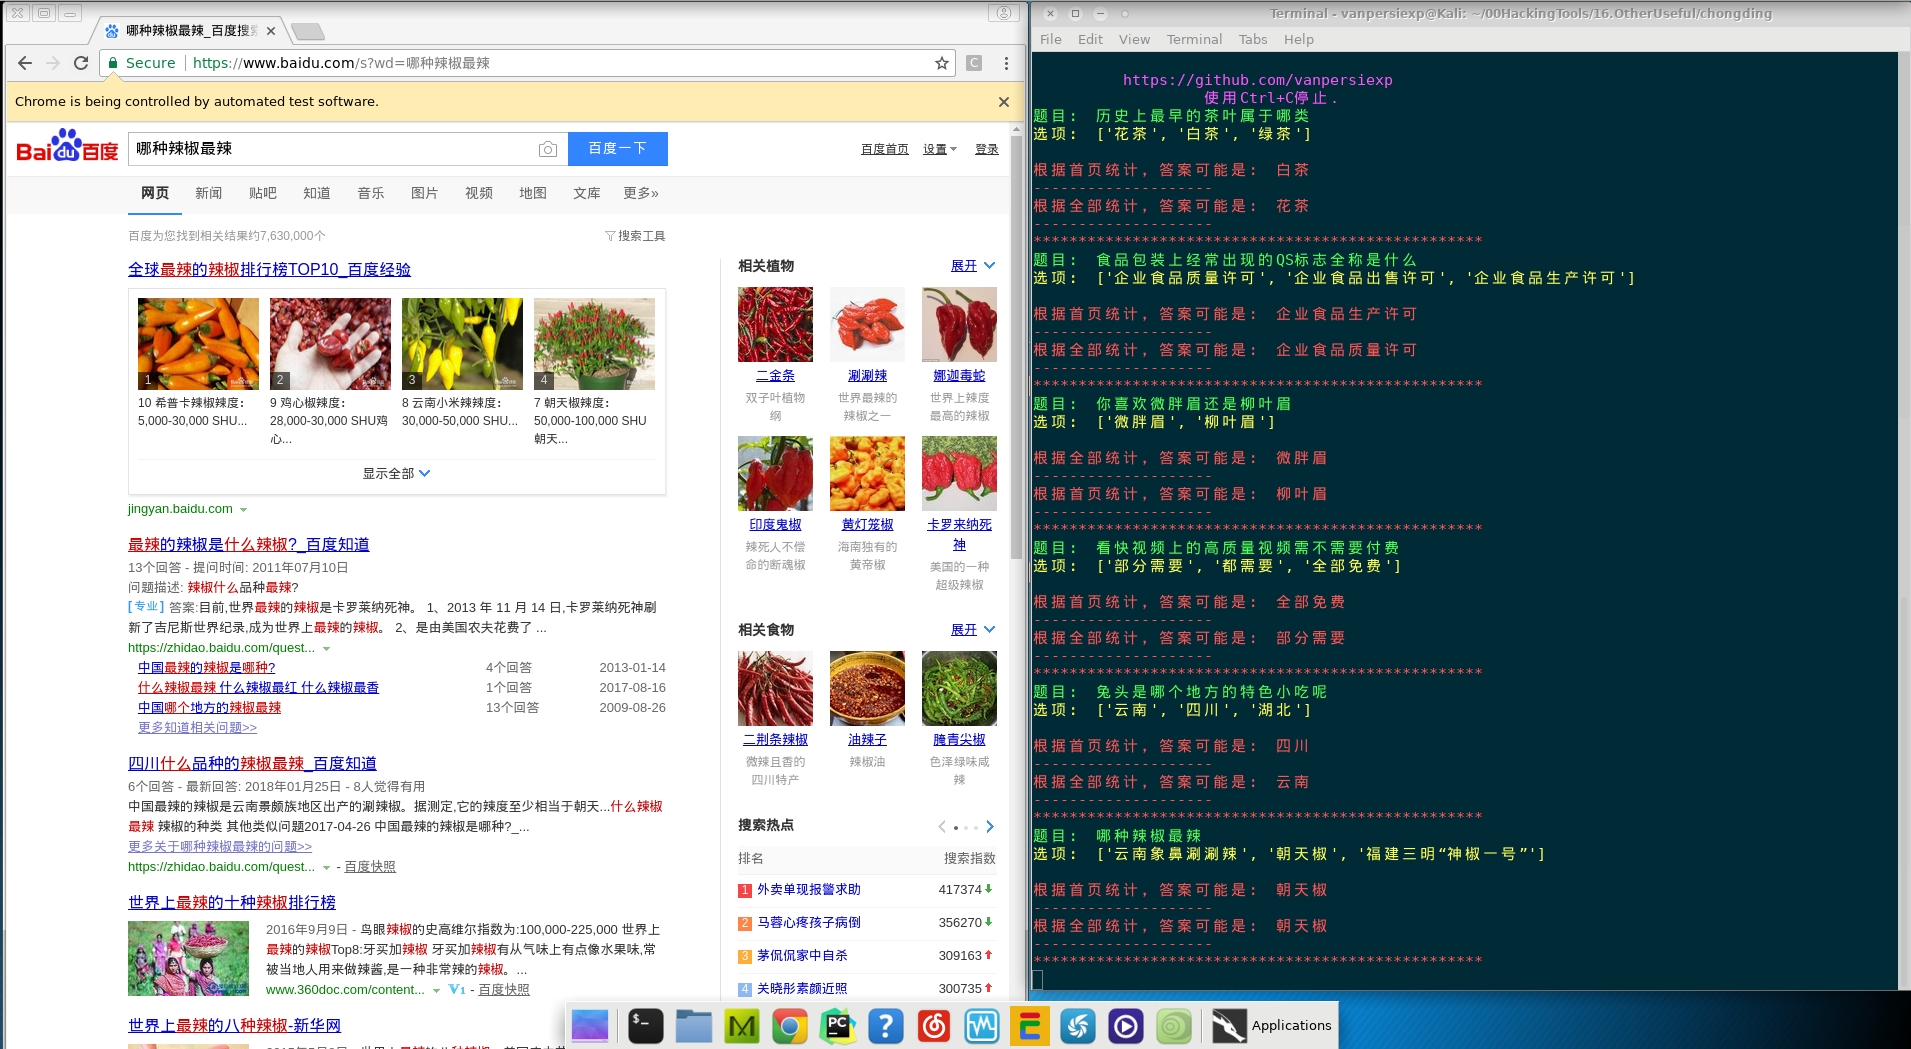 哪种辣椒最辣_百度搜
Secure https://www.baidu.com/s?wd=哪种辣椒最辣
Chrome is being controlled by automated test software.
Bai du 百度
哪种辣椒最辣
百度一下
百度首页 设置 登录
网页 新闻 贴吧 知道 音乐 图片 视频 地图 文库 更多»
百度为您找到相关结果约7,630,000个
搜索工具
全球最辣的辣椒排行榜TOP10_百度经验
1 2 3 4
10 希普卡辣椒辣度:
5,000-30,000 SHU...
9 鸡心椒辣度:
28,000-30,000 SHU鸡
心...
8 云南小米辣辣度:
30,000-50,000 SHU...
7 朝天椒辣度:
50,000-100,000 SHU
朝天...
显示全部
jingyan.baidu.com
最辣的辣椒是什么辣椒?_百度知道
13个回答 - 提问时间: 2011年07月10日
问题描述: 辣椒什么品种最辣?
[专业] 答案:目前,世界最辣的辣椒是卡罗莱纳死神。 1、2013 年 11 月 14 日,卡罗莱纳死神刷
新了吉尼斯世界纪录,成为世界上最辣的辣椒。 2、是由美国农夫花费了 ...
https://zhidao.baidu.com/quest...
中国最辣的辣椒是哪种? 4个回答 2013-01-14
什么辣椒最辣 什么辣椒最红 什么辣椒最香 1个回答 2017-08-16
中国哪个地方的辣椒最辣 13个回答 2009-08-26
更多知道相关问题>>
四川什么品种的辣椒最辣_百度知道
6个回答 - 最新回答: 2018年01月25日 - 8人觉得有用
中国最辣的辣椒是云南景颇族地区出产的涮辣椒。据测定,它的辣度至少相当于朝天...什么辣椒
最辣 辣椒的种类 其他类似问题2017-04-26 中国最辣的辣椒是哪种?_...
更多关于哪种辣椒最辣的问题>>
https://zhidao.baidu.com/quest... - 百度快照
世界上最辣的十种辣椒排行榜
2016年9月9日 - 鸟眼辣椒的史高维尔指数为:100,000-225,000 世界上
最辣的辣椒Top8:牙买加辣椒 牙买加辣椒有从气味上有点像水果味,常
被当地人用来做辣酱,是一种非常辣的辣椒。...
www.360doc.com/content... V1 - 百度快照
世界上最辣的八种辣椒-新华网
相关植物 展开
二金条
双子叶植物
纲
涮涮辣
世界最辣的
辣椒之一
娜迦毒蛇
世界上辣度
最高的辣椒
印度鬼椒
辣死人不偿
命的断魂椒
黄灯笼椒
海南独有的
黄帝椒
卡罗来纳死
神
美国的一种
超级辣椒
相关食物 展开
二荆条辣椒
微辣且香的
四川特产
油辣子
辣椒油
腌青尖椒
色泽绿味咸
辣
搜索热点
排名 搜索指数
1 外卖单现报警求助 417374
2 马蓉心疼孩子病倒 356270
3 茅侃侃家中自杀 309163
4 关晓彤素颜近照 300735
Terminal - vanpersiexp@Kali: ~/00HackingTools/16.OtherUseful/chongding
File Edit View Terminal Tabs Help
https://github.com/vanpersiexp
使用Ctrl+C停止.
题目: 历史上最早的茶叶属于哪类
选项: ['花茶', '白茶', '绿茶']
根据首页统计, 答案可能是: 白茶
--------------------
根据全部统计, 答案可能是: 花茶
--------------------
**************************************************
题目: 食品包装上经常出现的QS标志全称是什么
选项: ['企业食品质量许可', '企业食品出售许可', '企业食品生产许可']
根据首页统计, 答案可能是: 企业食品生产许可
--------------------
根据全部统计, 答案可能是: 企业食品质量许可
--------------------
**************************************************
题目: 你喜欢微胖眉还是柳叶眉
选项: ['微胖眉', '柳叶眉']
根据全部统计, 答案可能是: 微胖眉
--------------------
根据首页统计, 答案可能是: 柳叶眉
--------------------
**************************************************
题目: 看快视频上的高质量视频需不需要付费
选项: ['部分需要', '都需要', '全部免费']
根据首页统计, 答案可能是: 全部免费
--------------------
根据全部统计, 答案可能是: 部分需要
--------------------
**************************************************
题目: 兔头是哪个地方的特色小吃呢
选项: ['云南', '四川', '湖北']
根据首页统计, 答案可能是: 四川
--------------------
根据全部统计, 答案可能是: 云南
--------------------
**************************************************
题目: 哪种辣椒最辣
选项: ['云南象鼻涮涮辣', '朝天椒', '福建三明“神椒一号”']
根据首页统计, 答案可能是: 朝天椒
--------------------
根据全部统计, 答案可能是: 朝天椒
--------------------
**************************************************
Applications